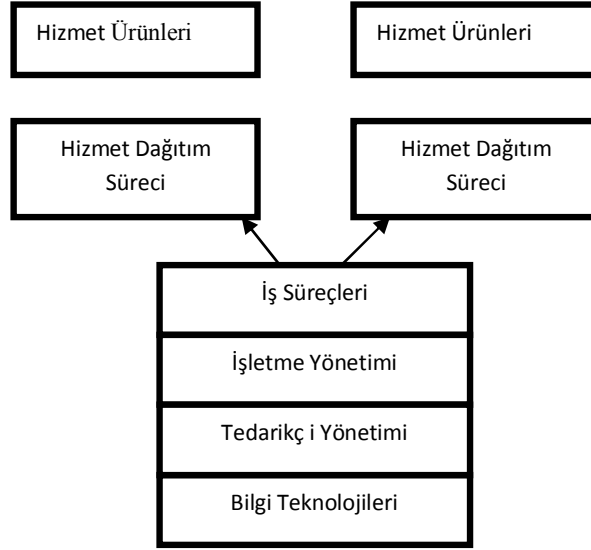 Hizmet Ürünleri
Hizmet Ürünleri
Hizmet Dağıtım
Süreci
Hizmet Dağıtım
Süreci
İş Süreçleri
İşletme Yönetimi
Tedarikç i Yönetimi
Bilgi Teknolojileri